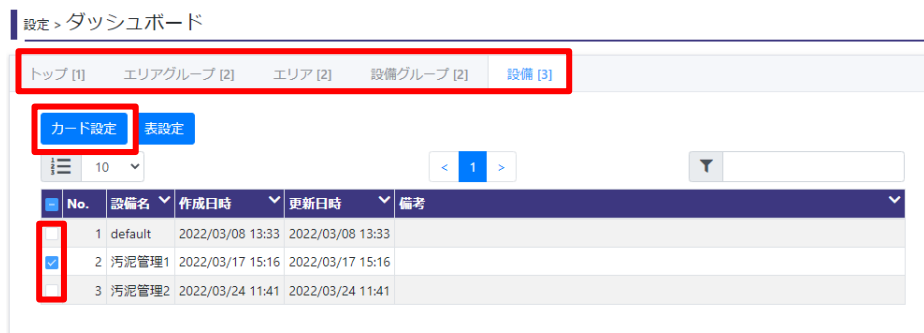 設定 > ダッシュボード
トップ [1] エリアグループ [2] エリア [2] 設備グループ [2] 設備 [3]
カード設定 表設定
10 < 1 >
No. 設備名 作成日時 更新日時 備考
1 default 2022/03/08 13:33 2022/03/08 13:33
2 汚泥管理1 2022/03/17 15:16 2022/03/17 15:16
3 汚泥管理2 2022/03/24 11:41 2022/03/24 11:41